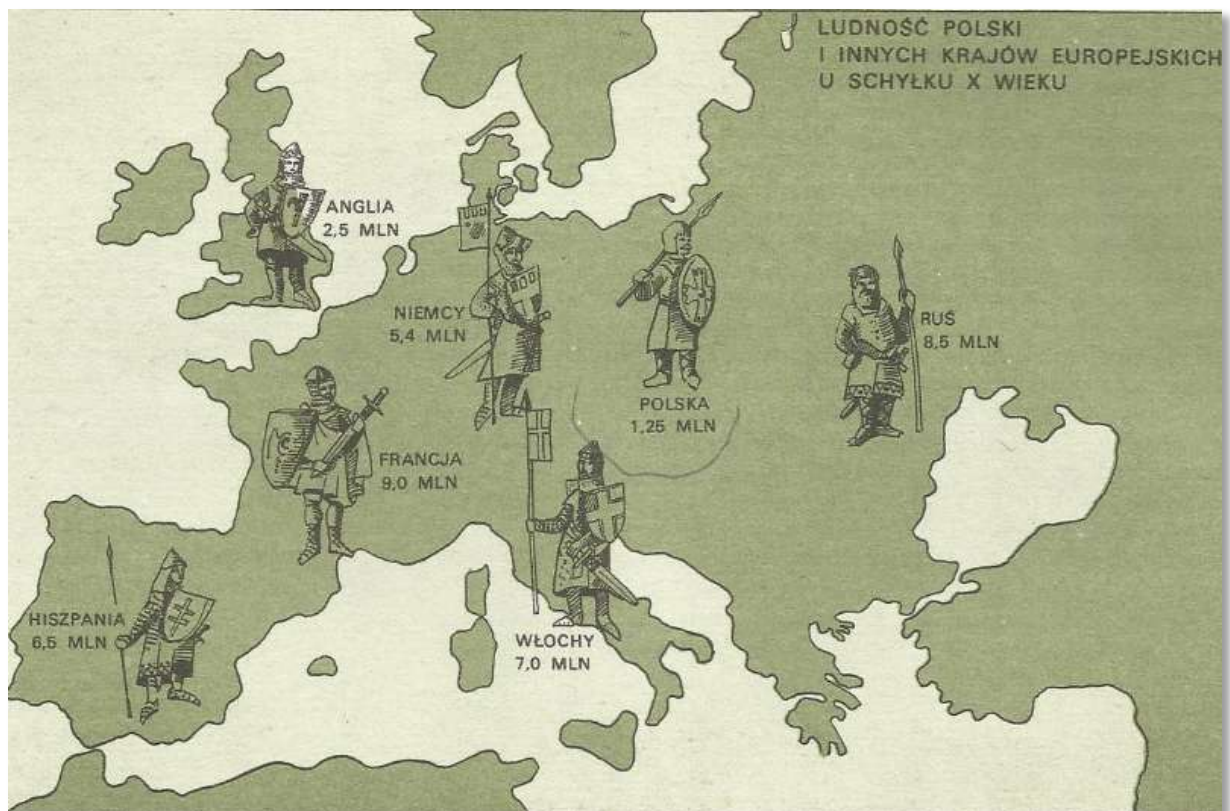 LUDNOŚĆ POLSKI
I INNYCH KRAJÓW EUROPEJSKICH
U SCHYŁKU X WIEKU
ANGLIA
2,5 MLN
NIEMCY
5,4 MLN
POLSKA
1,25 MLN
RUŚ
8,5 MLN
FRANCJA
9,0 MLN
HISZPANIA
6,5 MLN
WŁOCHY
7,0 MLN